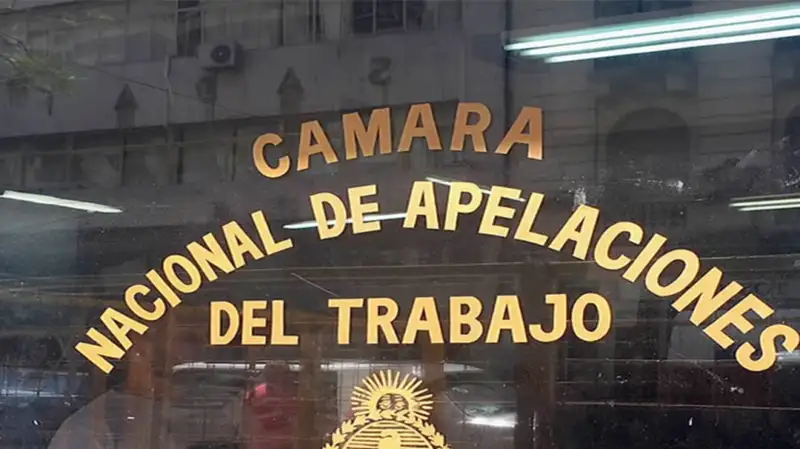 CAMARA
NACIONAL DE APELACIONES
DEL TRABAJO